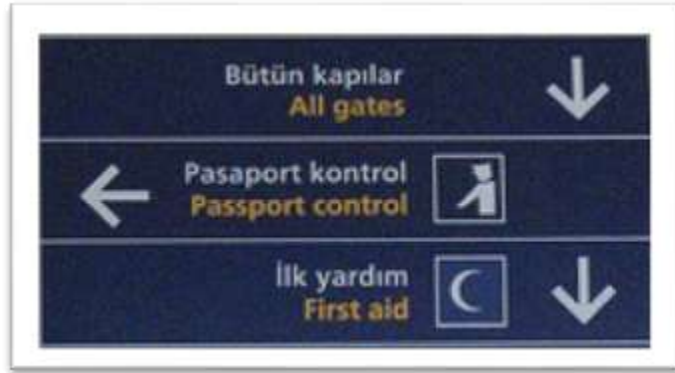 Bütün kapılar
All gates
Pasaport kontrol
Passport control
İlk yardım
First aid